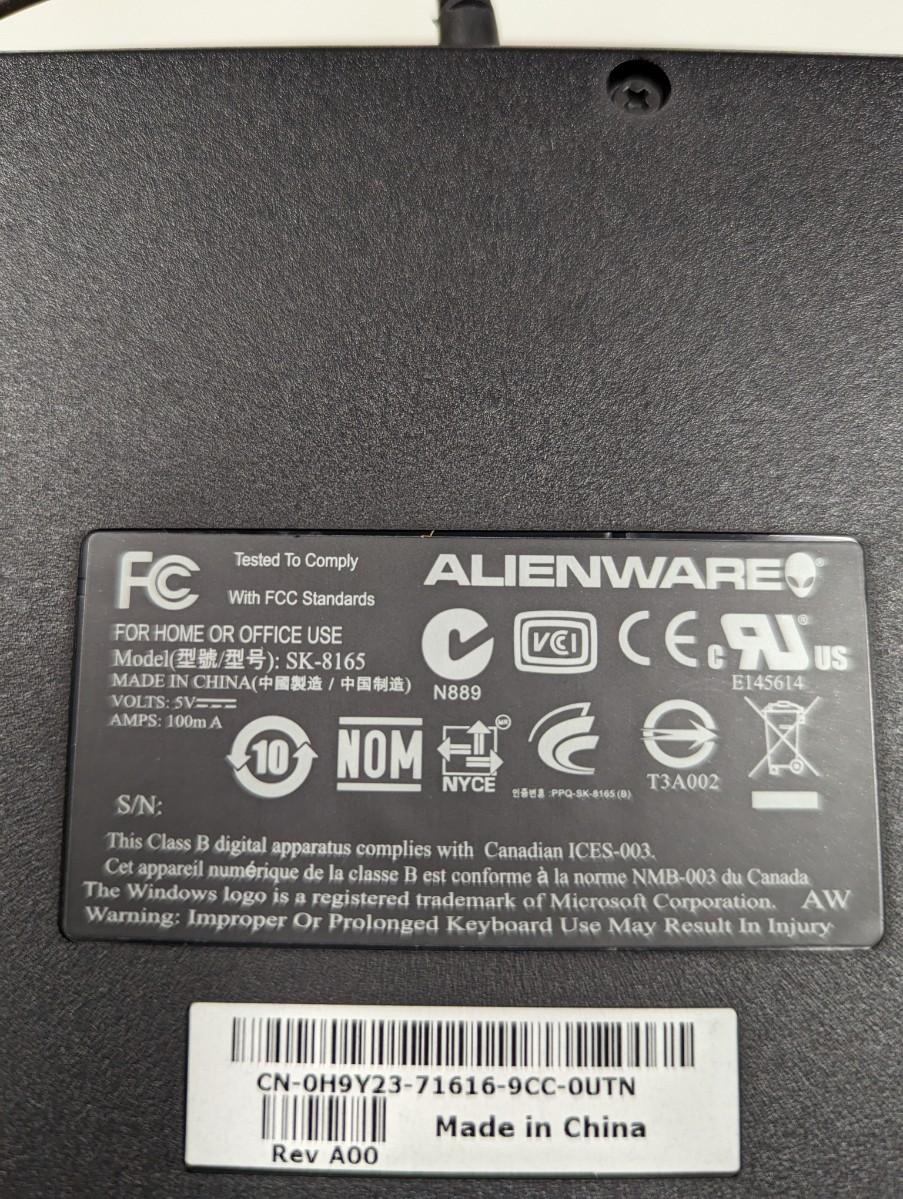 FC Tested To Comply
With FCC Standards
ALIENWARE®
FOR HOME OR OFFICE USE
Model(型號/型号): SK-8165
MADE IN CHINA(中國製造 / 中国制造)
VOLTS: 5V
AMPS: 100m A
N889
VCI
CE
c RU ® US
E145614
10
NOM
NYCE
MR
인증번호 :PPQ-SK-8165 (B)
T3A002
S/N:
This Class B digital apparatus complies with Canadian ICES-003.
Cet appareil numérique de la classe B est conforme à la norme NMB-003 du Canada
The Windows logo is a registered trademark of Microsoft Corporation. AW
Warning: Improper Or Prolonged Keyboard Use May Result In Injury
CN-0H9Y23-71616-9CC-0UTN
Rev A00
Made in China